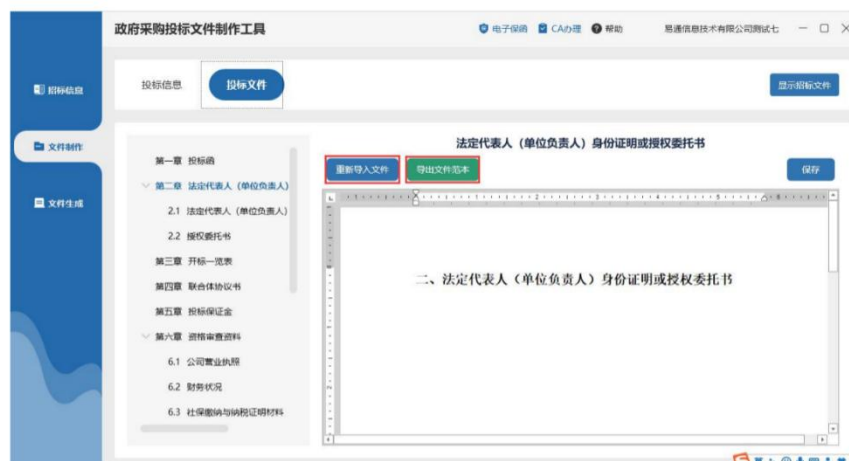 政府采购投标文件制作工具
电子保函 CA办理 帮助 易通信息技术有限公司测试七
招标信息
文件制作
文件生成
投标信息 投标文件 显示招标文件
第一章 投标函
第二章 法定代表人（单位负责人）
2.1 法定代表人（单位负责人）
2.2 授权委托书
第三章 开标一览表
第四章 联合体协议书
第五章 投标保证金
第六章 资格审查资料
6.1 公司营业执照
6.2 财务状况
6.3 社保缴纳与纳税证明材料
法定代表人（单位负责人）身份证明或授权委托书
重新导入文件 导出文件范本 保存
二、法定代表人（单位负责人）身份证明或授权委托书